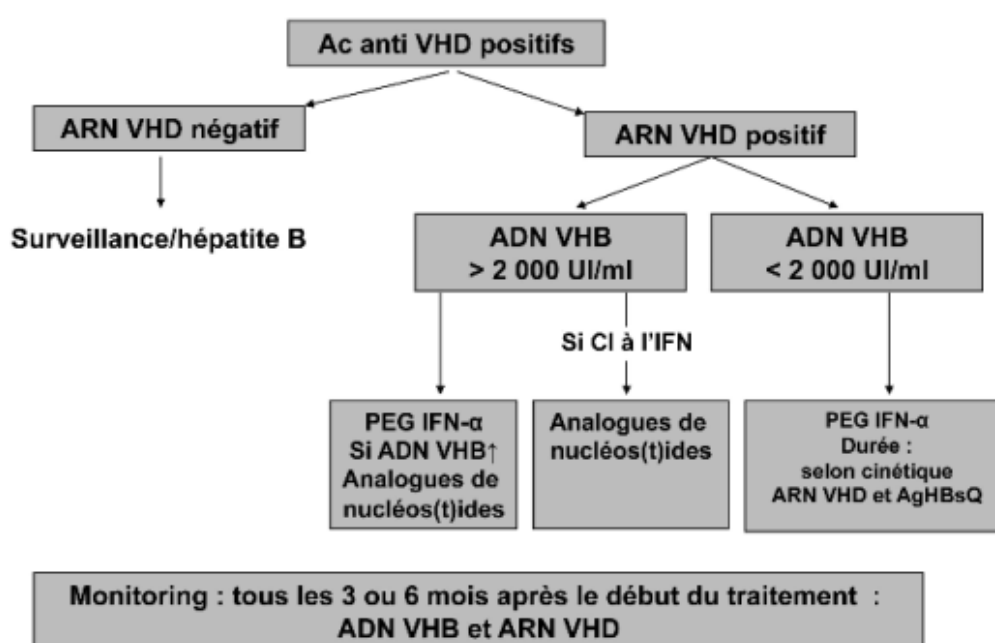 Ac anti VHD positifs
ARN VHD négatif
ARN VHD positif
Surveillance/hépatite B
ADN VHB
> 2 000 UI/ml
ADN VHB
< 2 000 UI/ml
Si CI à l'IFN
PEG IFN-α
Si ADN VHB↑
Analogues de
nucléos(t)ides
Analogues de
nucléos(t)ides
PEG IFN-α
Durée :
selon cinétique
ARN VHD et AgHBsQ
Monitoring : tous les 3 ou 6 mois après le début du traitement :
ADN VHB et ARN VHD